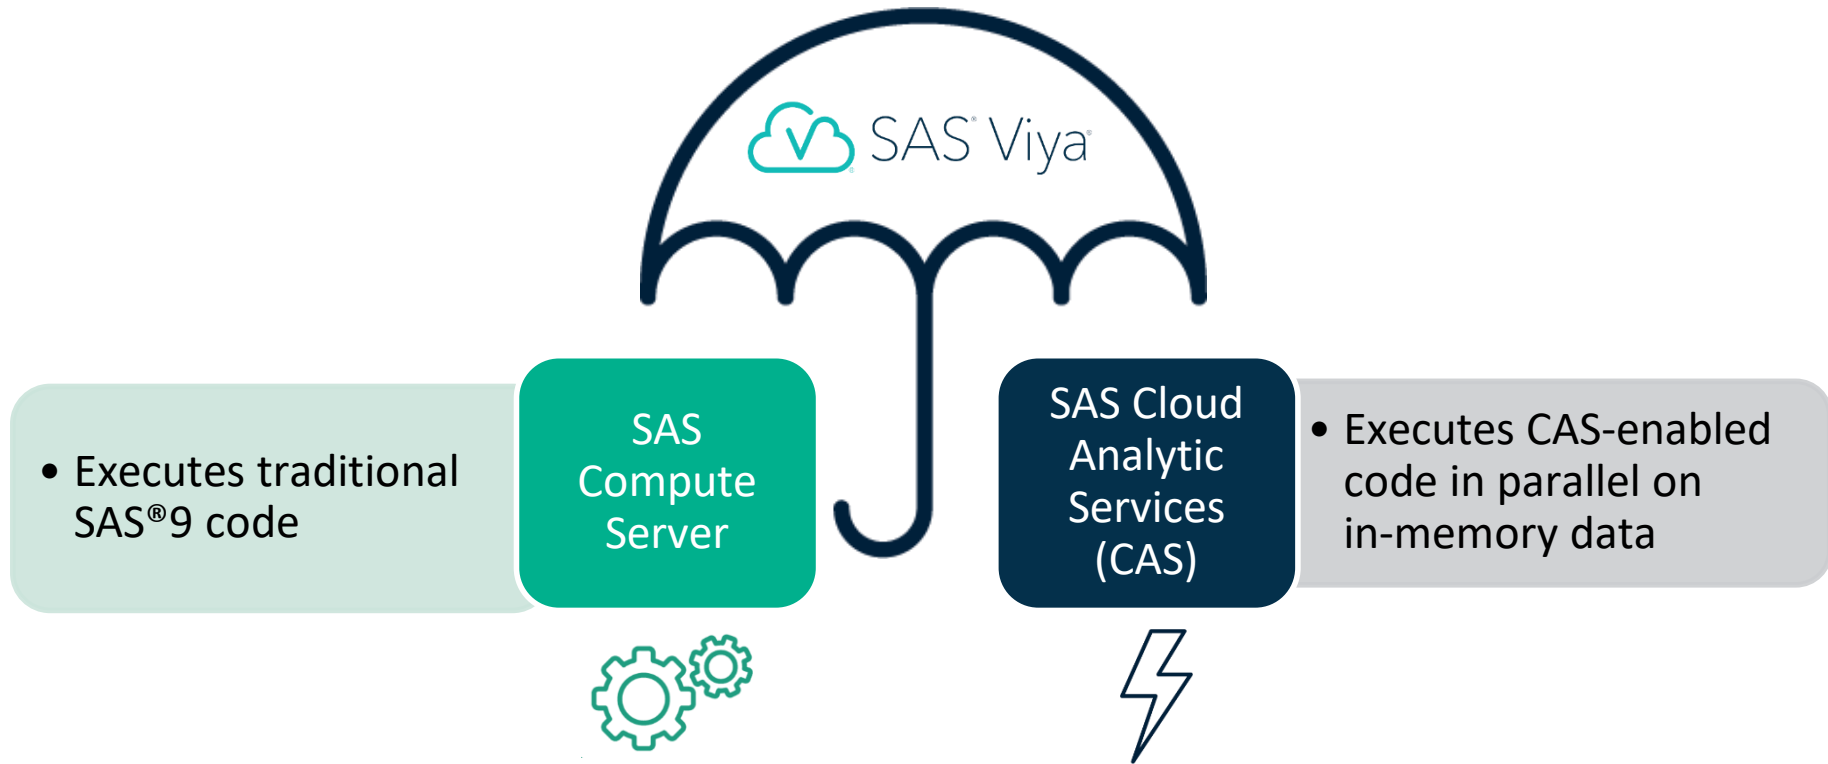 SAS® Viya®
• Executes traditional
SAS®9 code
SAS
Compute
Server
SAS Cloud
Analytic
Services
(CAS)
• Executes CAS-enabled
code in parallel on
in-memory data